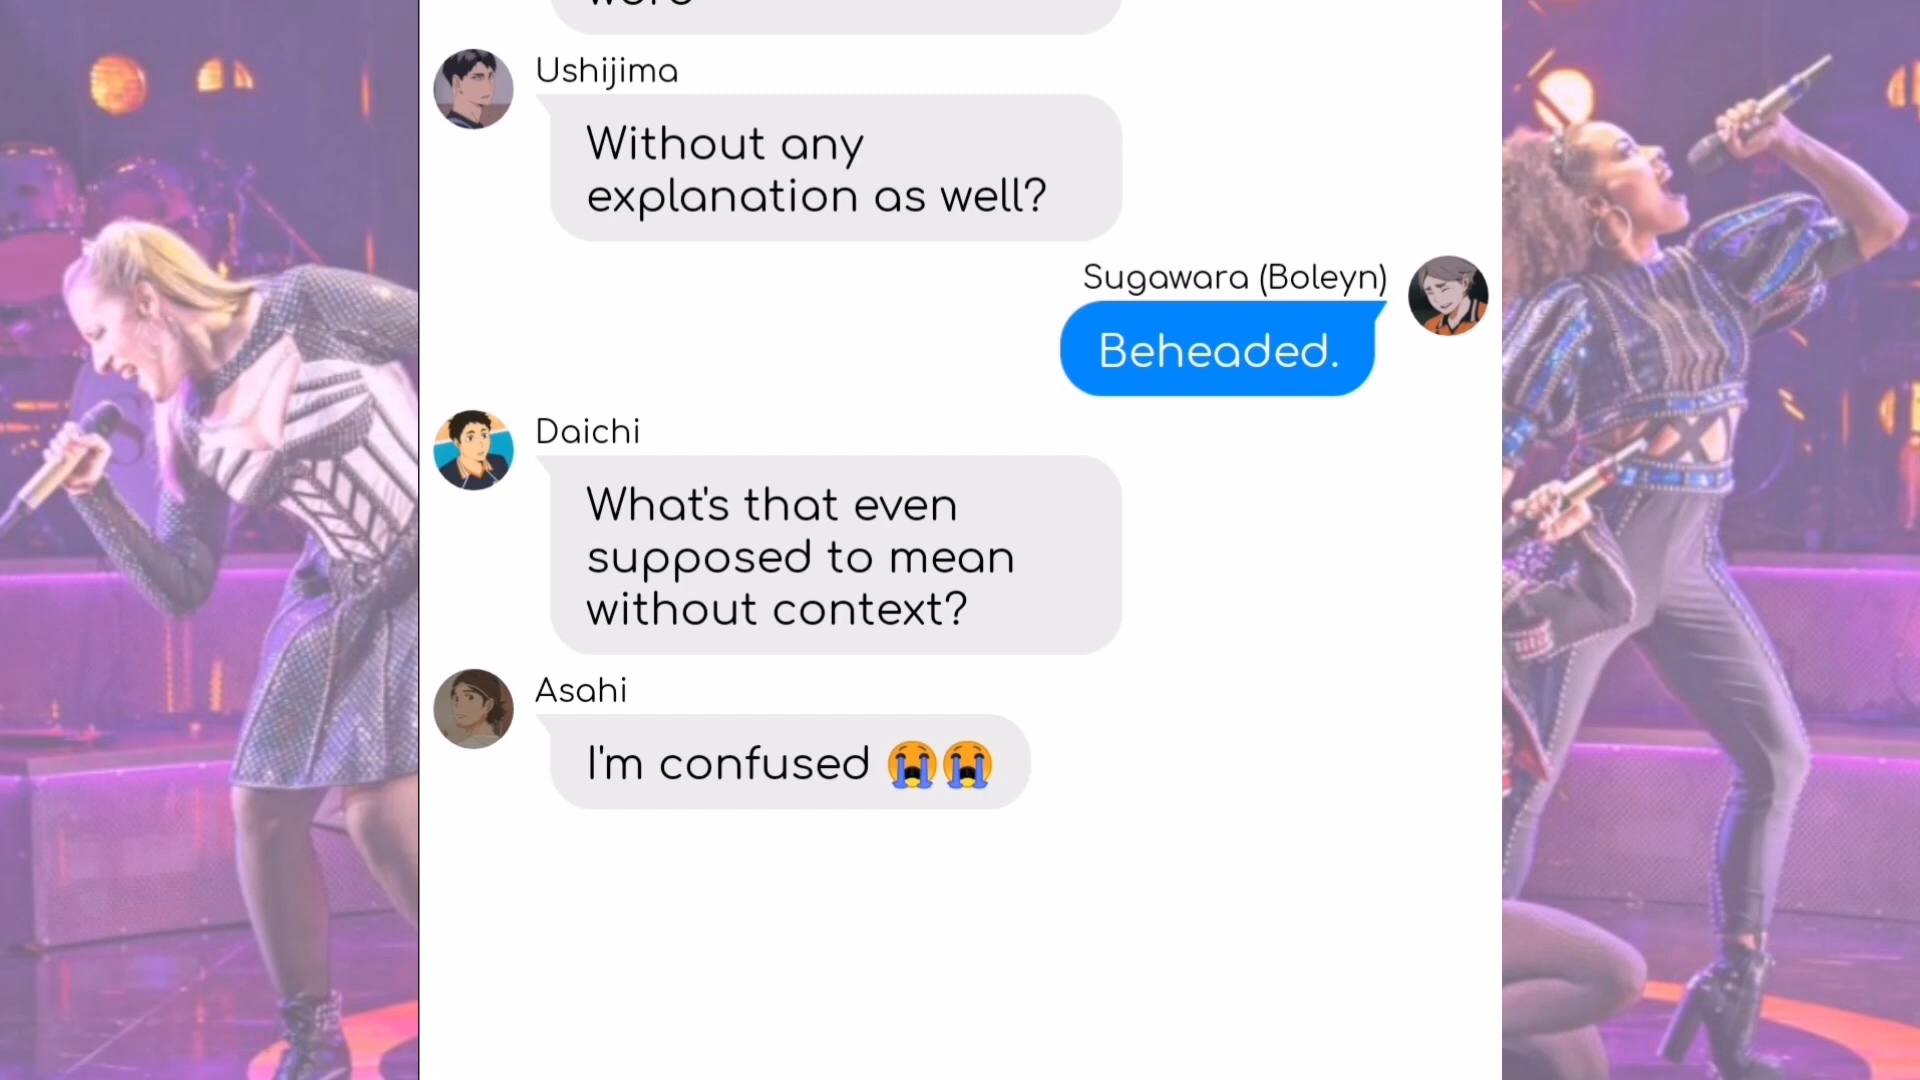 Ushijima
Without any
explanation as well?
Sugawara (Boleyn)
Beheaded.
Daichi
What's that even
supposed to mean
without context?
Asahi
I'm confused 😭😭